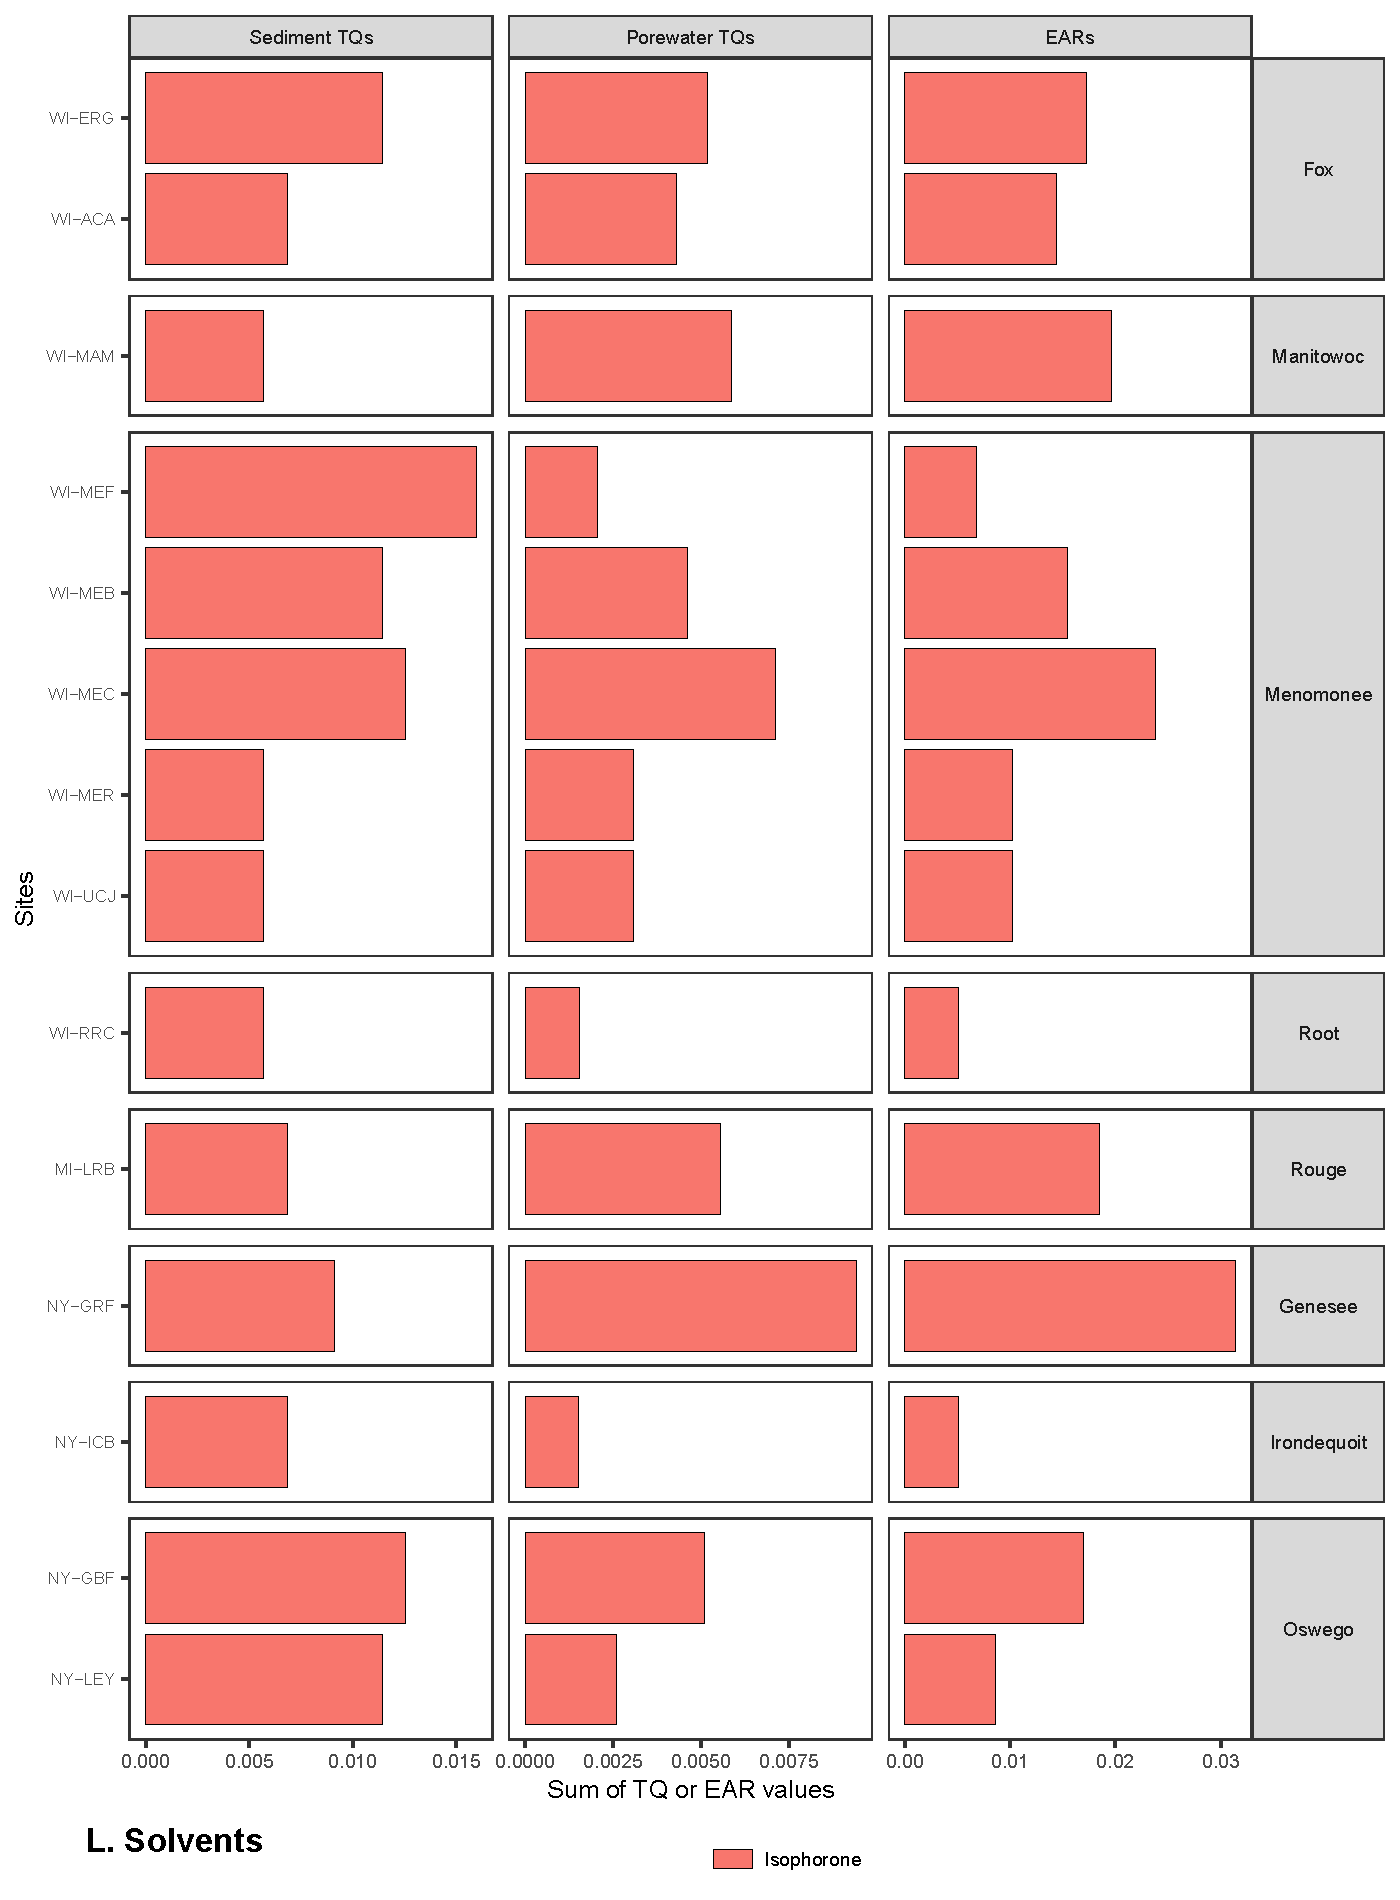 Sediment TQs
Porewater TQs
EARs
WI−ERG
WI−ACA
Fox
WI−MAM
Manitowoc
WI−MEF
WI−MEB
WI−MEC
WI−MER
WI−UCJ
Menomonee
Sites
WI−RRC
Root
MI−LRB
Rouge
NY−GRF
Genesee
NY−ICB
Irondequoit
NY−GBF
NY−LEY
Oswego
0.000 0.005 0.010 0.015
0.0000 0.0025 0.0050 0.0075
0.00 0.01 0.02 0.03
Sum of TQ or EAR values
L. Solvents
Isophorone